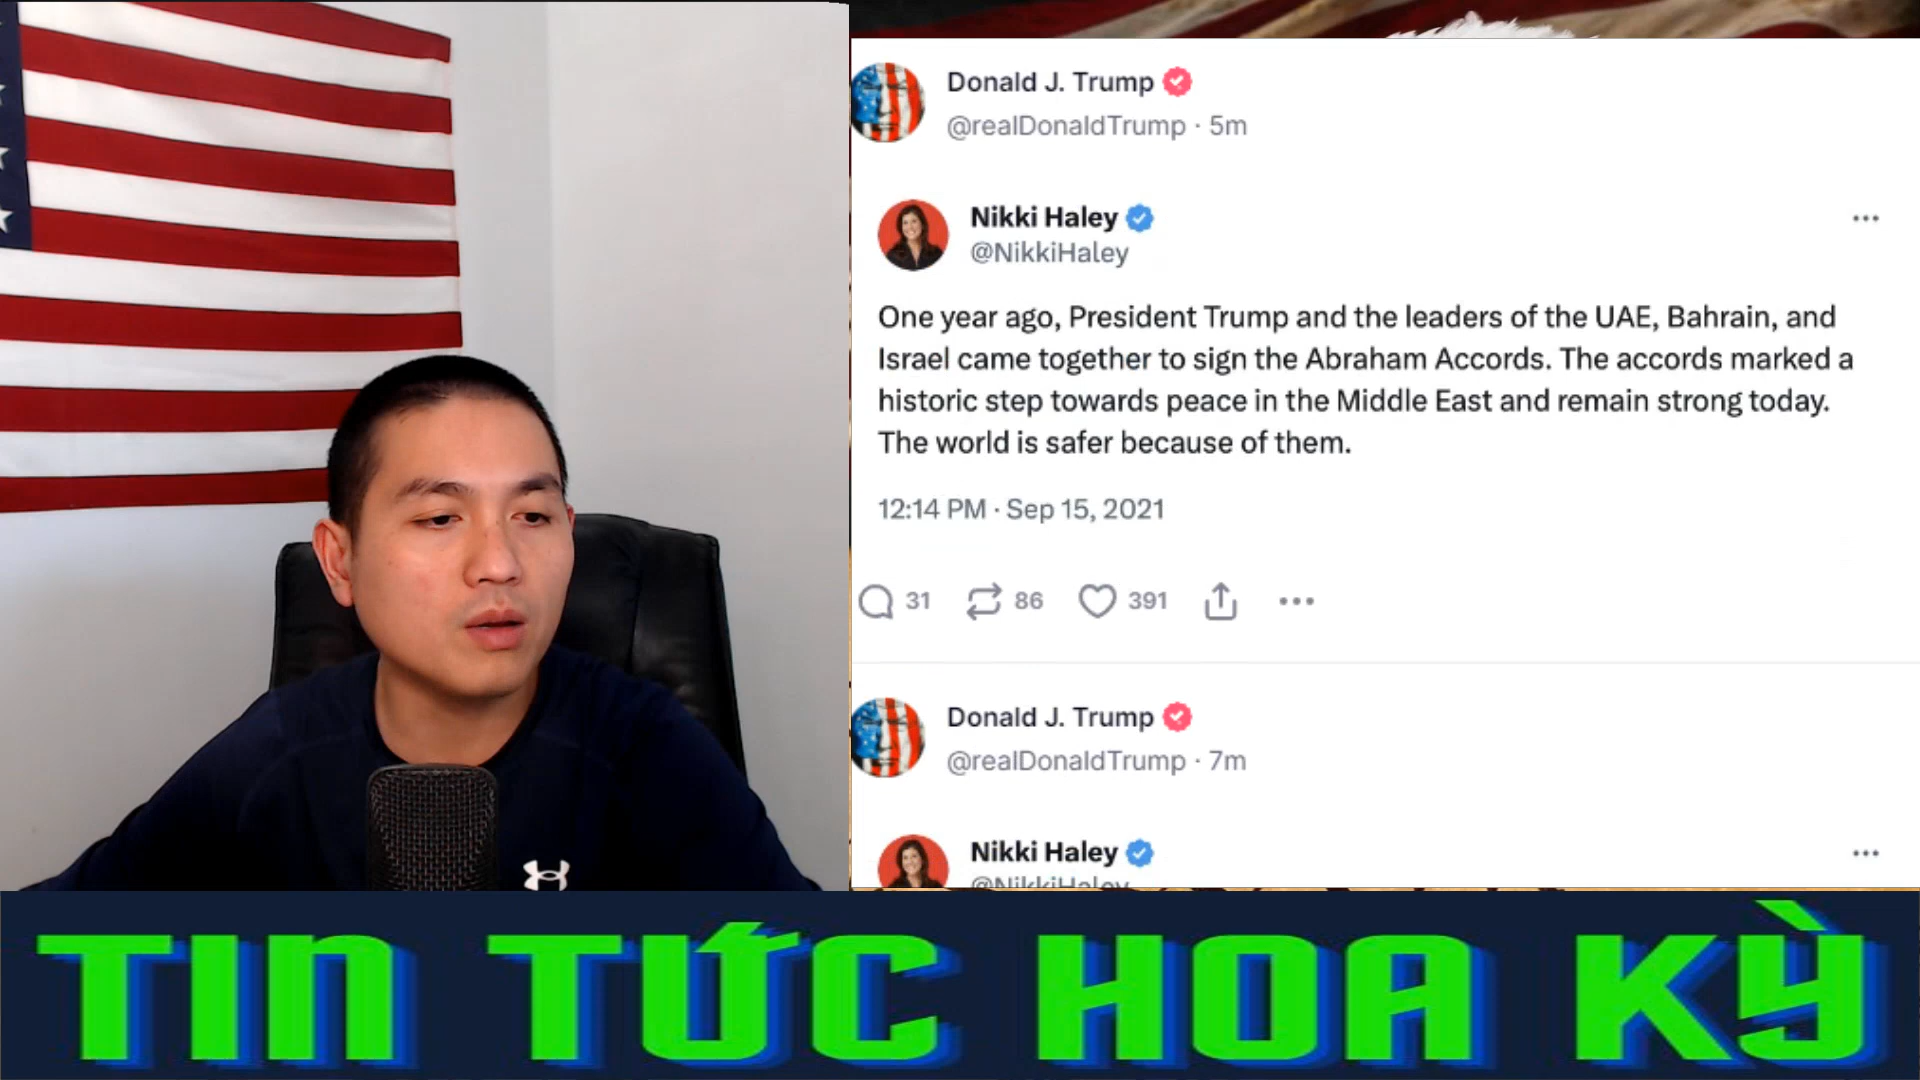 Donald J. Trump
@realDonaldTrump · 5m
Nikki Haley
@NikkiHaley
One year ago, President Trump and the leaders of the UAE, Bahrain, and
Israel came together to sign the Abraham Accords. The accords marked a
historic step towards peace in the Middle East and remain strong today.
The world is safer because of them.
12:14 PM · Sep 15, 2021
31 86 391
Donald J. Trump
@realDonaldTrump · 7m
Nikki Haley
@NikkiHaley
TIN TỨC HOA KỲ